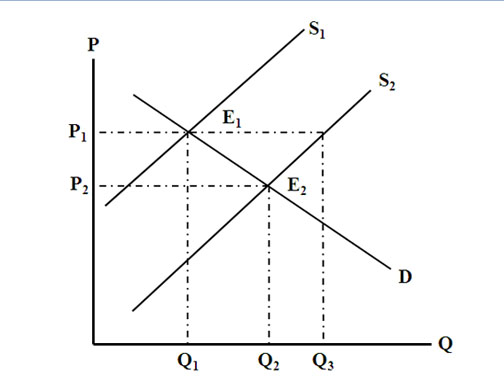 S₁
P
S₂
E₁
P₁
P₂
E₂
D
Q
Q₁ Q₂ Q₃